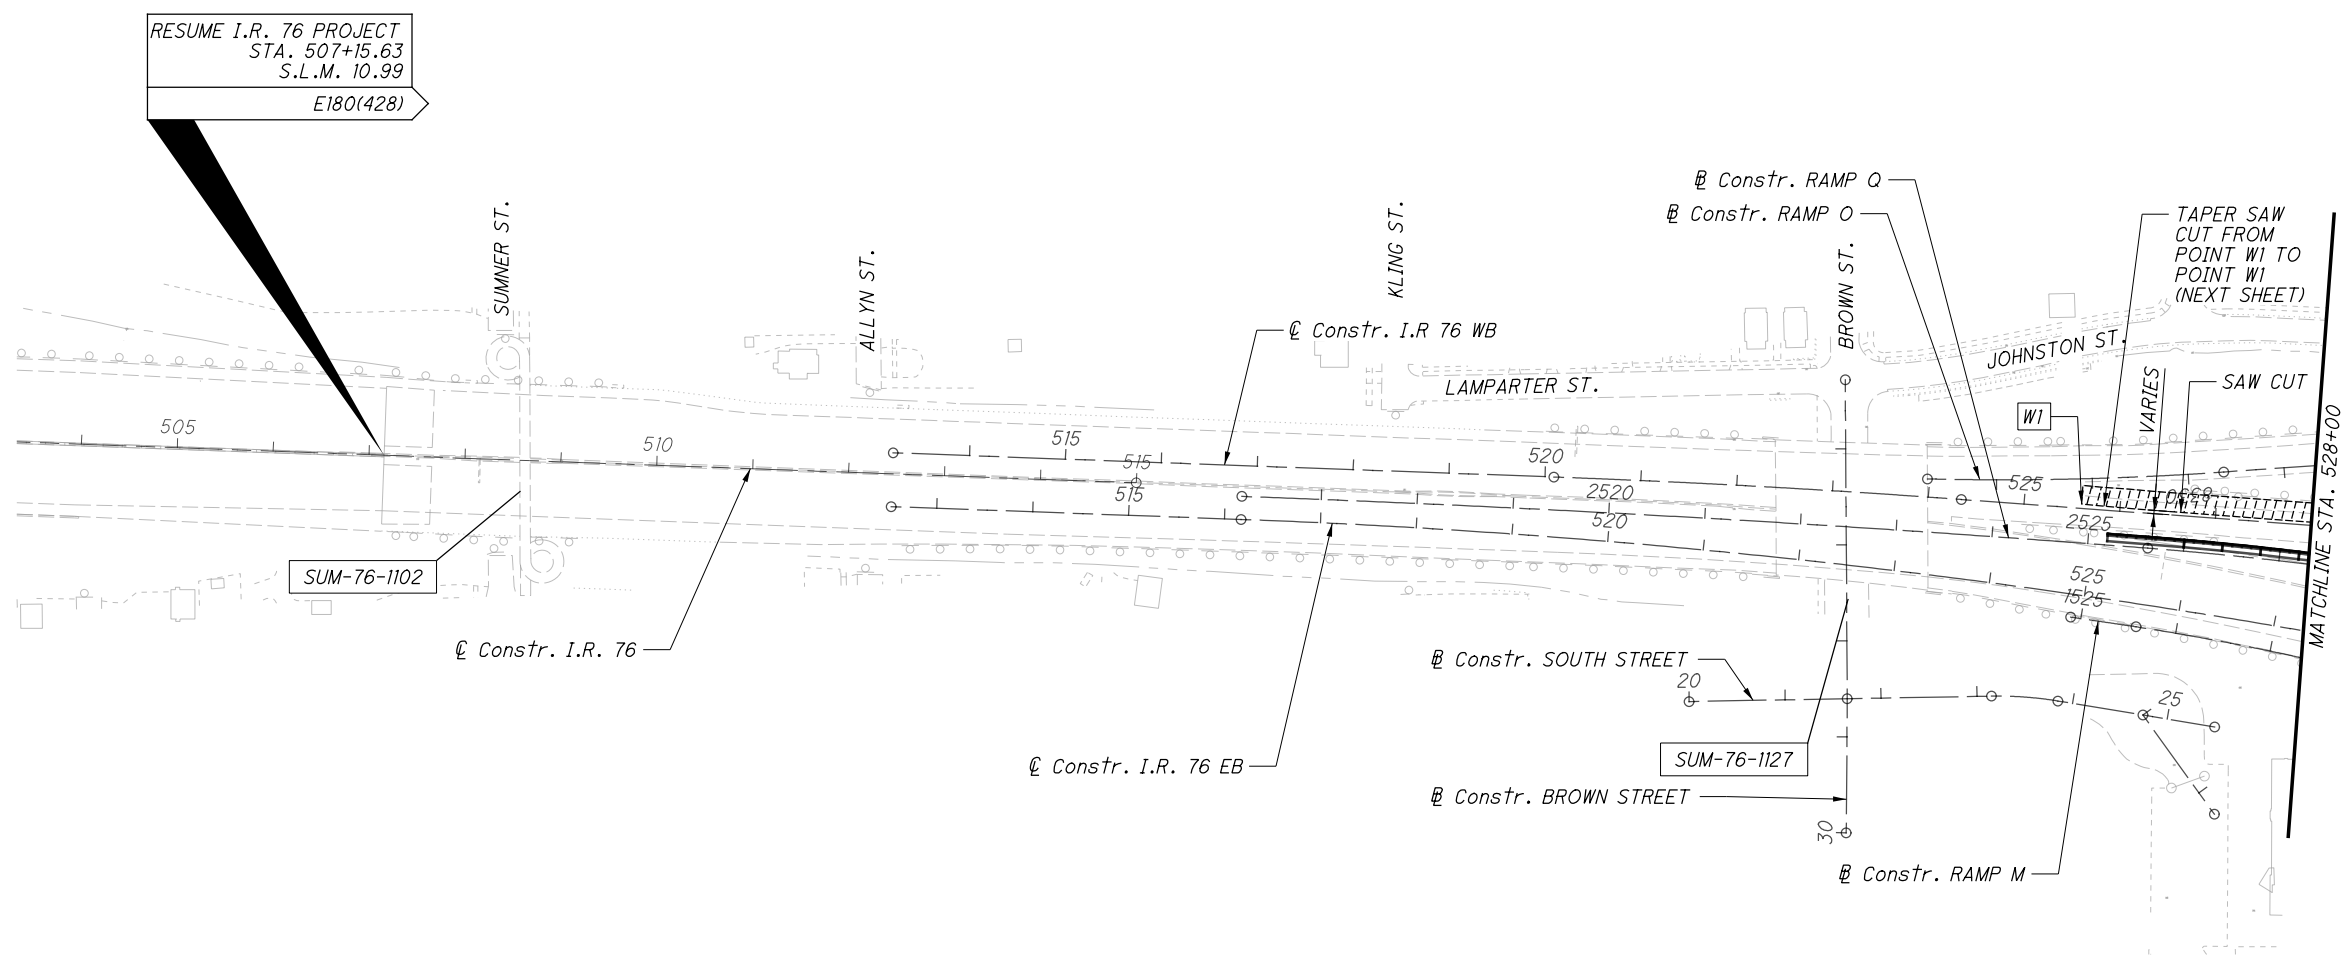 RESUME I.R. 76 PROJECT
STA. 507+15.63
S.L.M. 10.99
E180(428)
SUMNER ST.
ALLYN ST.
KLING ST.
BROWN ST.
℄ Constr. RAMP Q
℄ Constr. RAMP O
TAPER SAW
CUT FROM
POINT W1 TO
POINT W1
(NEXT SHEET)
℄ Constr. I.R 76 WB
LAMPARTER ST.
JOHNSTON ST.
VARIES
SAW CUT
W1
MATCHLINE STA. 528+00
505
510
515
515
515
520
2520
520
525
2525
525
1525
SUM-76-1102
℄ Constr. I.R. 76
℄ Constr. I.R. 76 EB
℄ Constr. SOUTH STREET
20
25
SUM-76-1127
℄ Constr. BROWN STREET
30
℄ Constr. RAMP M